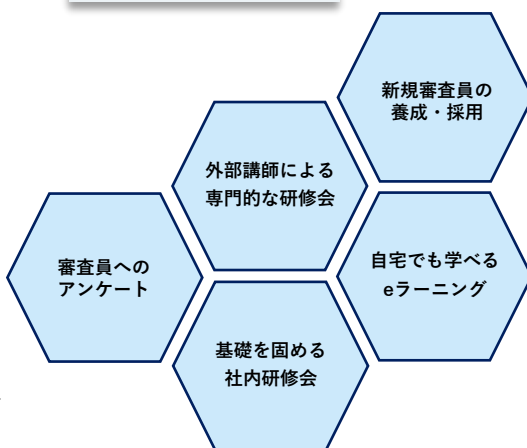 新規審査員の
養成・採用
外部講師による
専門的な研修会
審査員への
アンケート
自宅でも学べる
eラーニング
基礎を固める
社内研修会